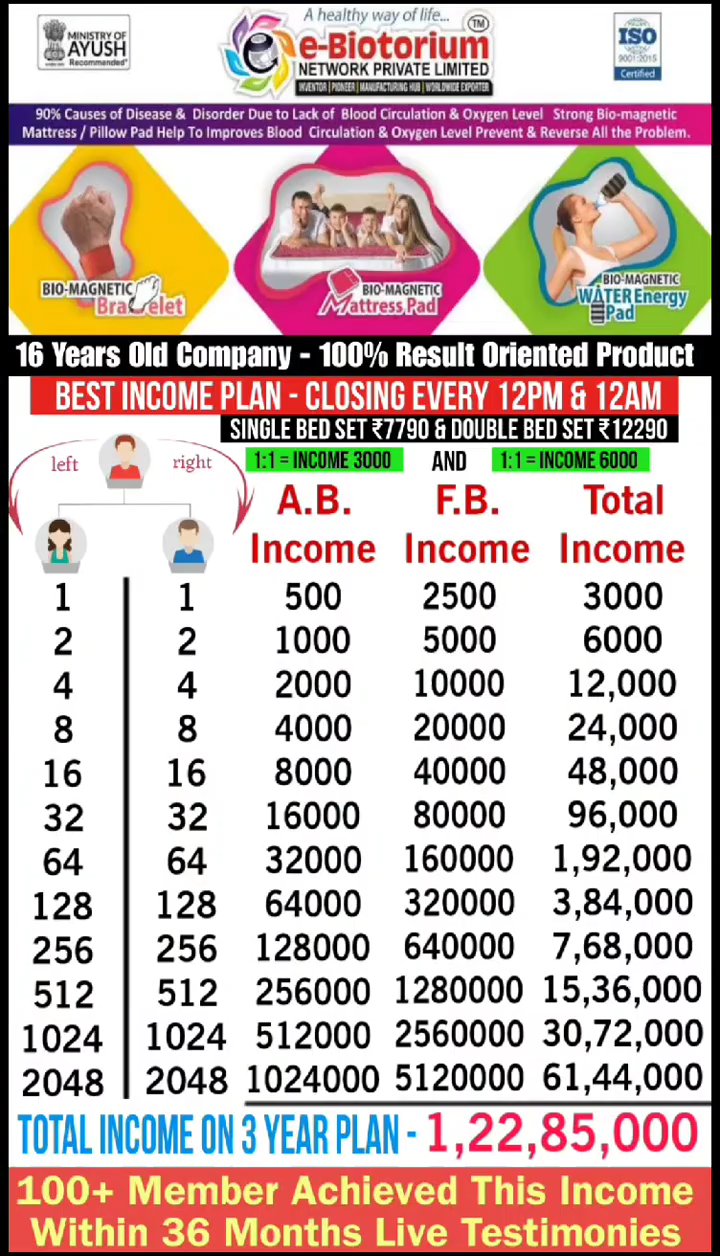 A healthy way of life...
TM
MINISTRY OF
AYUSH
Recommended*
e-Biotorium
NETWORK PRIVATE LIMITED
INVENTOR | PIONEER | MANUFACTURING HUB | WORLDWIDE EXPORTER
ISO
9001:2015
Certified
90% Causes of Disease & Disorder Due to Lack of Blood Circulation & Oxygen Level Strong Bio-magnetic
Mattress / Pillow Pad Help To Improves Blood Circulation & Oxygen Level Prevent & Reverse All the Problem.
BIO-MAGNETIC
Bracelet
BIO-MAGNETIC
Mattress Pad
BIO-MAGNETIC
WATER Energy
Pad
16 Years Old Company - 100% Result Oriented Product
BEST INCOME PLAN - CLOSING EVERY 12PM & 12AM
SINGLE BED SET ₹7790 & DOUBLE BED SET ₹12290
left right 1:1 = INCOME 3000 AND 1:1 = INCOME 6000
A.B. F.B. Total
Income Income Income
1 1 500 2500 3000
2 2 1000 5000 6000
4 4 2000 10000 12,000
8 8 4000 20000 24,000
16 16 8000 40000 48,000
32 32 16000 80000 96,000
64 64 32000 160000 1,92,000
128 128 64000 320000 3,84,000
256 256 128000 640000 7,68,000
512 512 256000 1280000 15,36,000
1024 1024 512000 2560000 30,72,000
2048 2048 1024000 5120000 61,44,000
TOTAL INCOME ON 3 YEAR PLAN - 1,22,85,000
100+ Member Achieved This Income
Within 36 Months Live Testimonies